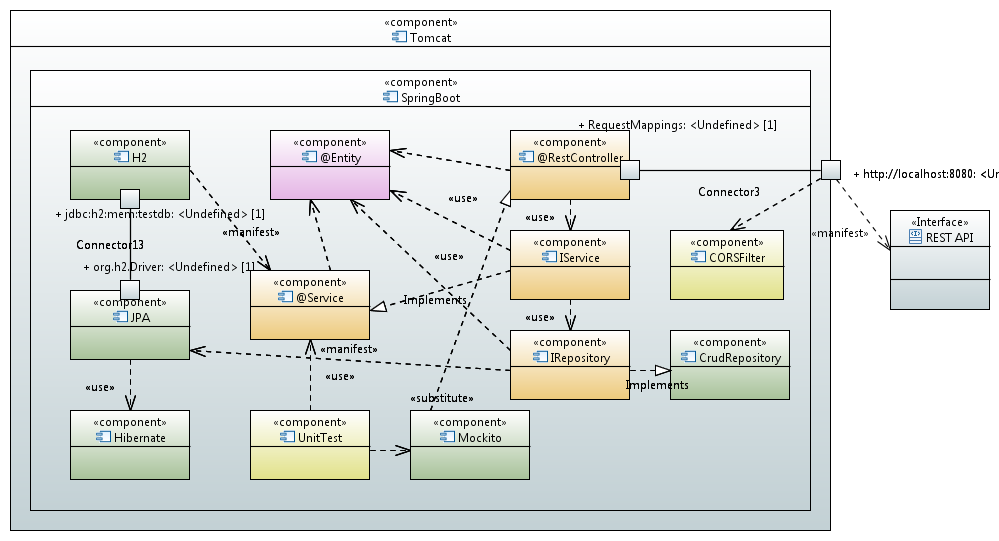 «component»
Tomcat
«component»
SpringBoot
+ RequestMappings: <Undefined> [1]
«component»
H2
«component»
@Entity
«component»
@RestController
+ http://localhost:8080: <Ur
Connector3
«use»
«use»
+ jdbc:h2:mem:testdb: <Undefined> [1]
«manifest»
«manifest»
«Interface»
REST API
Connector13
«component»
IService
«component»
CORSFilter
«use»
+ org.h2.Driver: <Undefined> [1]
«component»
@Service
Implements
«component»
JPA
«use»
«manifest»
«component»
IRepository
«component»
CrudRepository
«use»
«use»
Implements
«substitute»
«component»
Hibernate
«component»
UnitTest
«component»
Mockito